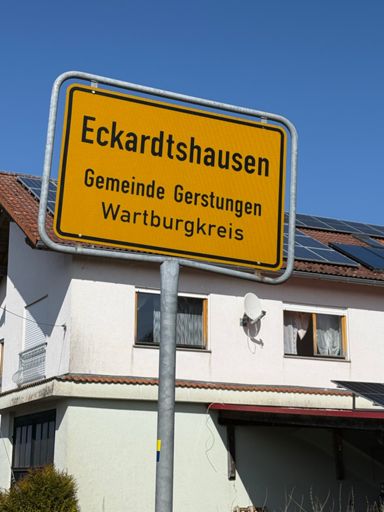 Eckardtshausen
Gemeinde Gerstungen
Wartburgkreis